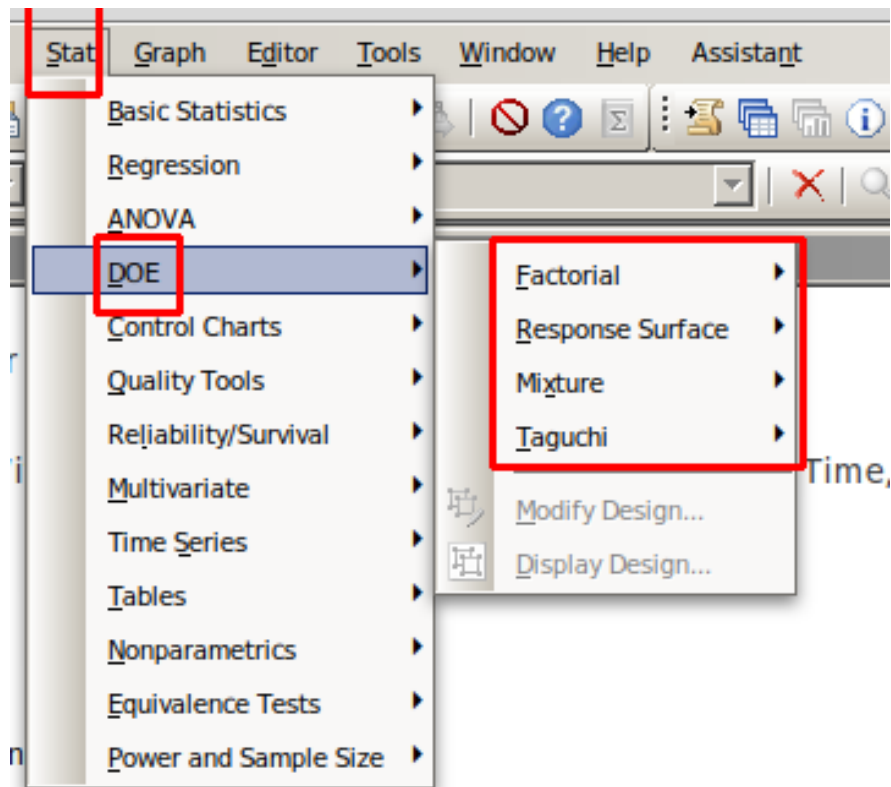 Stat Graph Editor Tools Window Help Assistant
Basic Statistics
Regression
ANOVA
DOE
Control Charts
Quality Tools
Reliability/Survival
Multivariate
Time Series
Tables
Nonparametrics
Equivalence Tests
Power and Sample Size
Factorial
Response Surface
Mixture
Taguchi
Modify Design...
Display Design...
Time,